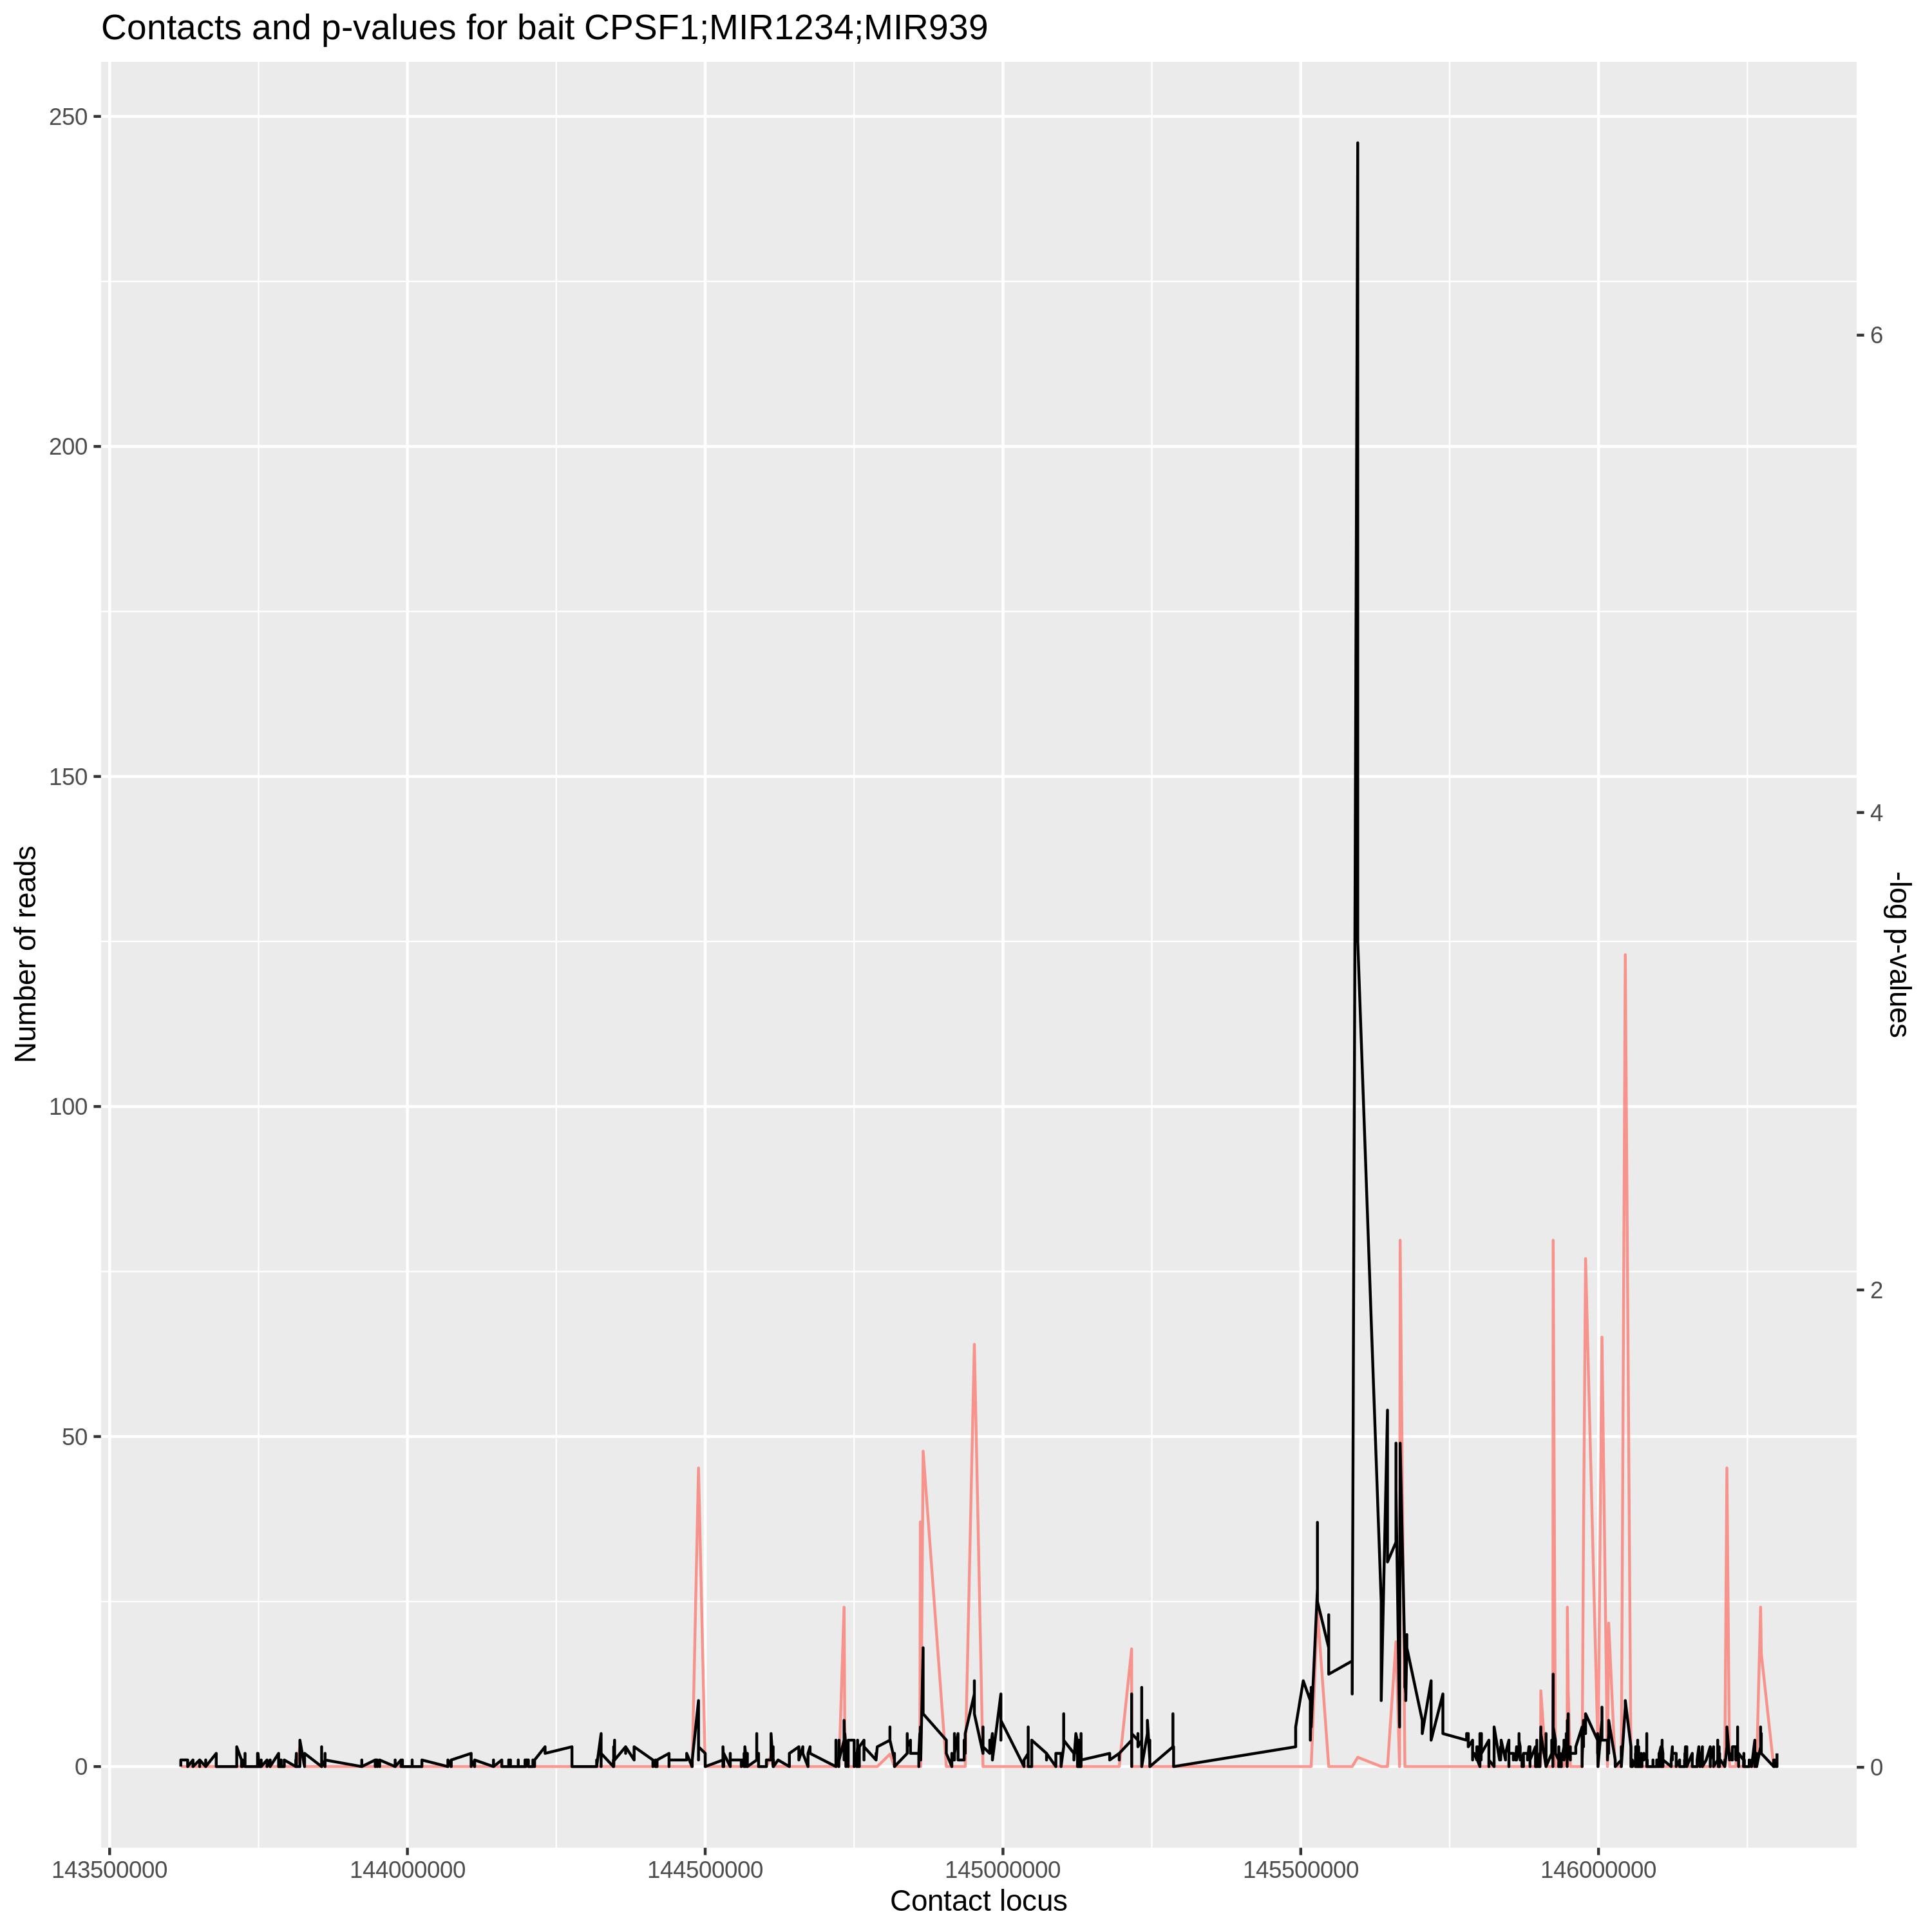 Contacts and p-values for bait CPSF1;MIR1234;MIR939
250
200
150
100
50
0
Number of reads
6
4
2
0
-log p-values
143500000 144000000 144500000 145000000 145500000 146000000
Contact locus